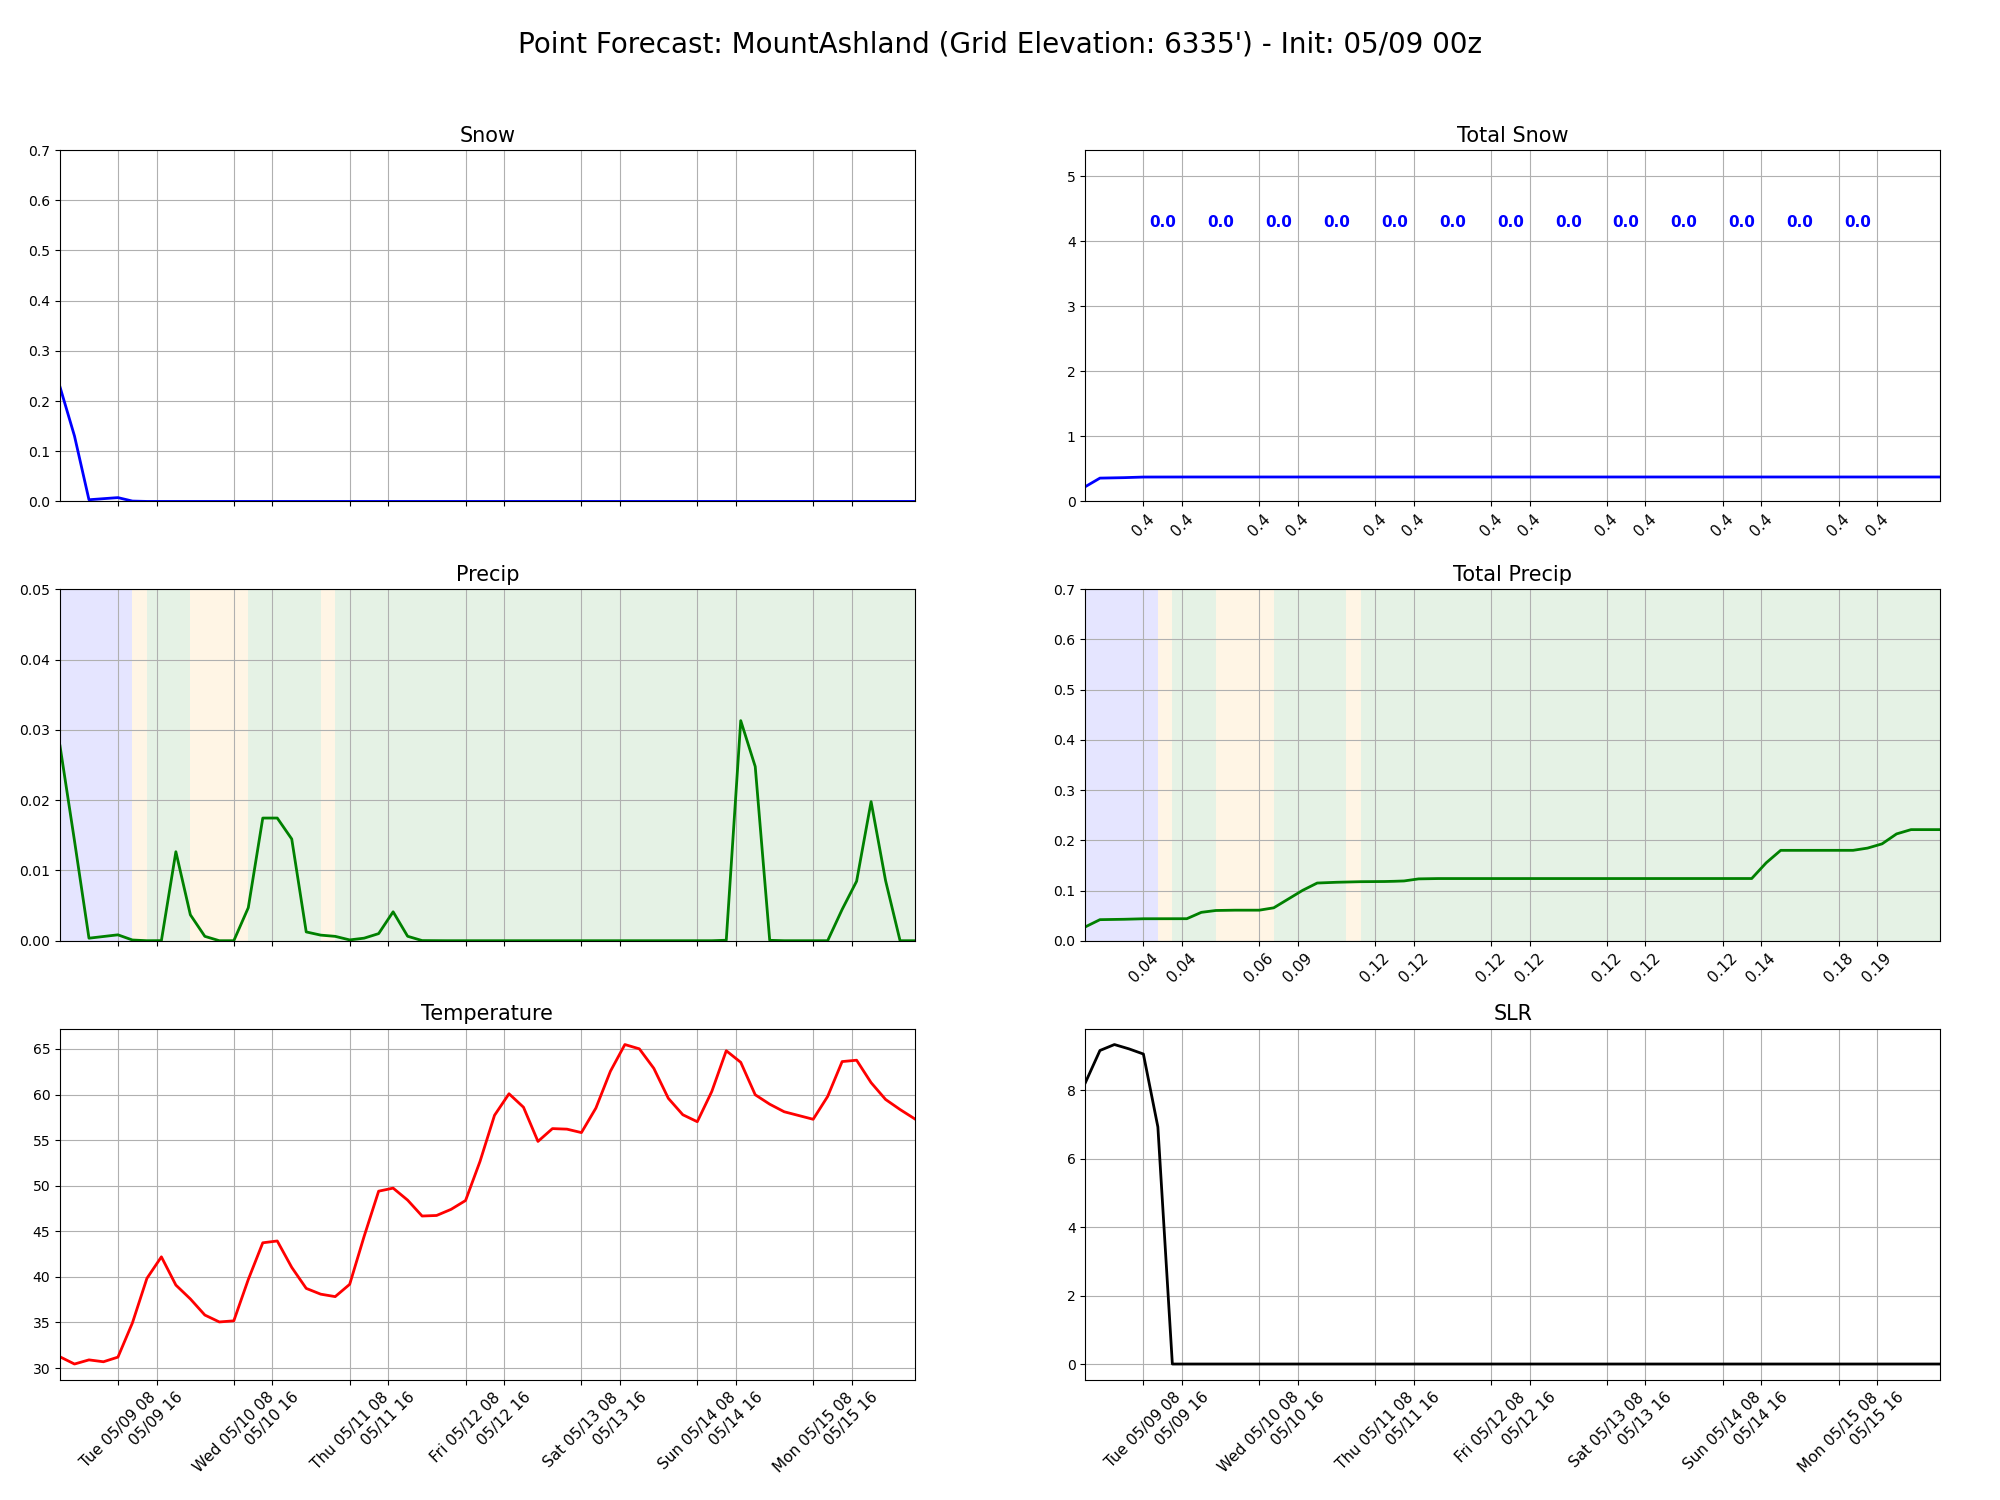 Point Forecast: MountAshland (Grid Elevation: 6335') - Init: 05/09 00z
Snow
0.7
0.6
0.5
0.4
0.3
0.2
0.1
0.0
Total Snow
5
4
3
2
1
0
0.0 0.0 0.0 0.0 0.0 0.0 0.0 0.0 0.0 0.0 0.0 0.0 0.0
0.4 0.4 0.4 0.4 0.4 0.4 0.4 0.4 0.4 0.4 0.4 0.4 0.4 0.4
Precip
0.05
0.04
0.03
0.02
0.01
0.00
Total Precip
0.7
0.6
0.5
0.4
0.3
0.2
0.1
0.0
0.04 0.04 0.06 0.09 0.12 0.12 0.12 0.12 0.12 0.12 0.12 0.14 0.18 0.19
Temperature
65
60
55
50
45
40
35
30
Tue 05/09 08
05/09 16
Wed 05/10 08
05/10 16
Thu 05/11 08
05/11 16
Fri 05/12 08
05/12 16
Sat 05/13 08
05/13 16
Sun 05/14 08
05/14 16
Mon 05/15 08
05/15 16
SLR
8
6
4
2
0
Tue 05/09 08
05/09 16
Wed 05/10 08
05/10 16
Thu 05/11 08
05/11 16
Fri 05/12 08
05/12 16
Sat 05/13 08
05/13 16
Sun 05/14 08
05/14 16
Mon 05/15 08
05/15 16